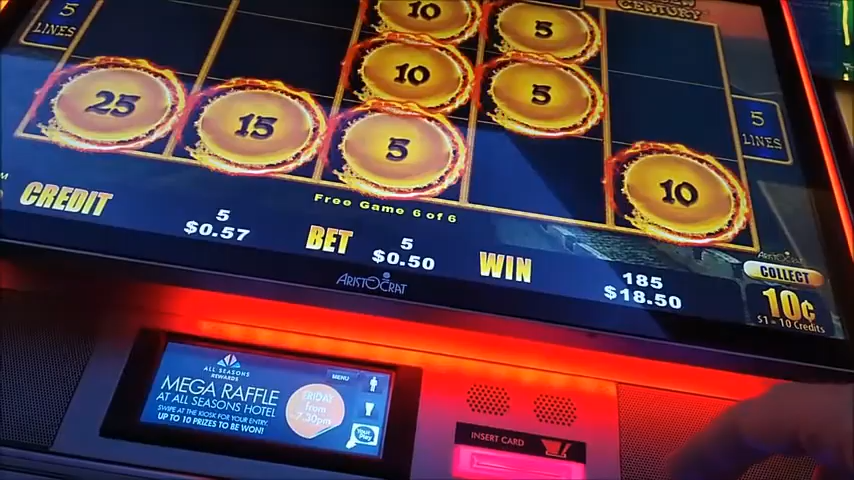 CENTURY
5
LINES
10
5
10
5
25
15
5
10
5
LINES
Free Game 6 of 6
CREDIT
5
$0.57
BET
5
$0.50
WIN
185
$18.50
ARISTOCRAT
ARISTOCRAT
COLLECT
10¢
$1 = 10 Credits
ALL SEASONS
REWARDS
MEGA RAFFLE
AT ALL SEASONS HOTEL
SWIPE AT THE KIOSK FOR YOUR ENTRY
UP TO 10 PRIZES TO BE WON!
FRIDAY
from
7.30pm
MENU
Your Play
INSERT CARD